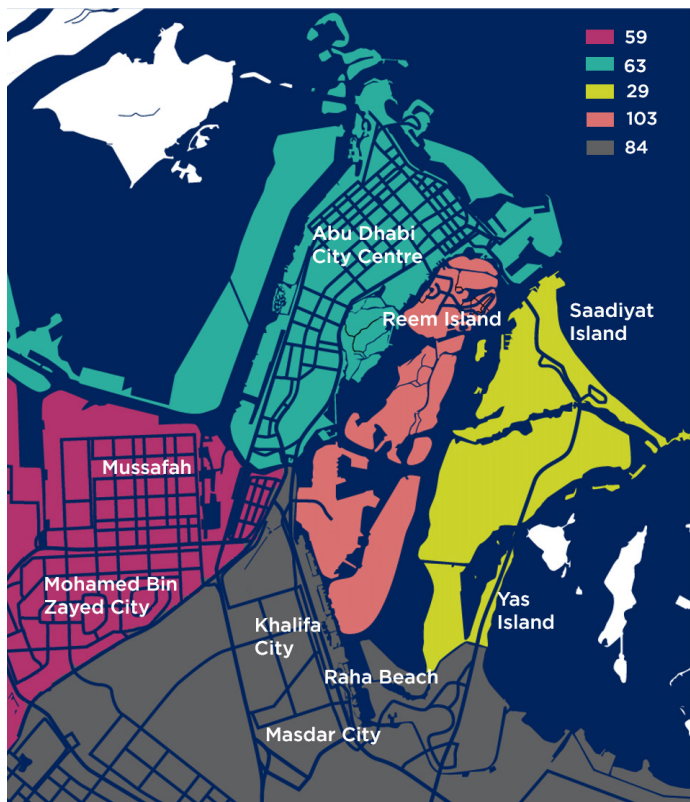 59
63
29
103
84
Abu Dhabi
City Centre
Reem Island
Saadiyat
Island
Mussafah
Mohamed Bin
Zayed City
Khalifa
City
Yas
Island
Raha Beach
Masdar City